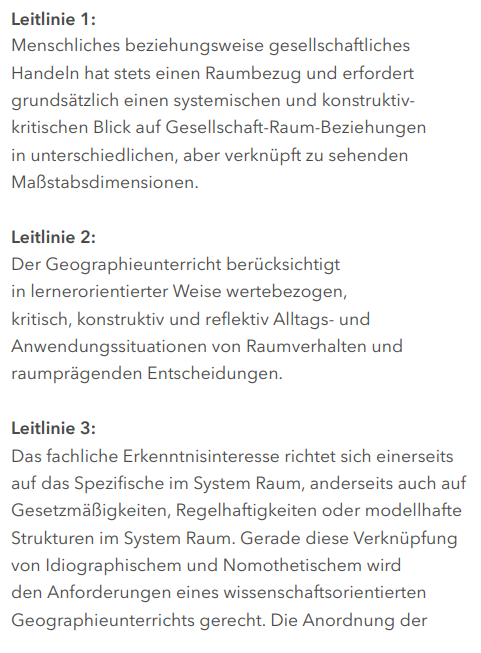 Leitlinie 1:
Menschliches beziehungsweise gesellschaftliches
Handeln hat stets einen Raumbezug und erfordert
grundsätzlich einen systemischen und konstruktiv-
kritischen Blick auf Gesellschaft-Raum-Beziehungen
in unterschiedlichen, aber verknüpft zu sehenden
Maßstabsdimensionen.
Leitlinie 2:
Der Geographieunterricht berücksichtigt
in lernerorientierter Weise wertebezogen,
kritisch, konstruktiv und reflektiv Alltags- und
Anwendungssituationen von Raumverhalten und
raumprägenden Entscheidungen.
Leitlinie 3:
Das fachliche Erkenntnisinteresse richtet sich einerseits
auf das Spezifische im System Raum, anderseits auch auf
Gesetzmäßigkeiten, Regelhaftigkeiten oder modellhafte
Strukturen im System Raum. Gerade diese Verknüpfung
von Idiographischem und Nomothetischem wird
den Anforderungen eines wissenschaftsorientierten
Geographieunterrichts gerecht. Die Anordnung der